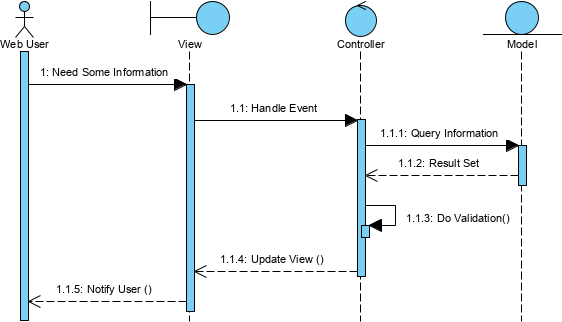 Web User
View
Controller
Model
1: Need Some Information
1.1: Handle Event
1.1.1: Query Information
1.1.2: Result Set
1.1.3: Do Validation()
1.1.4: Update View ()
1.1.5: Notify User ()